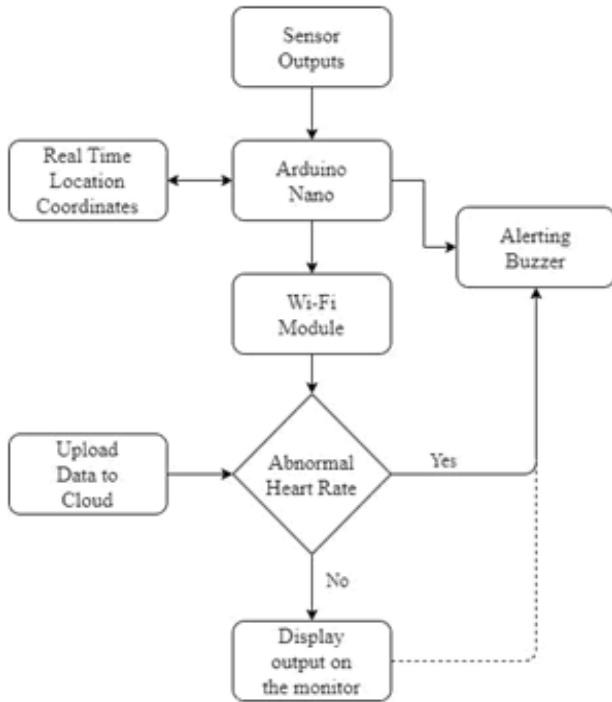 Sensor
Outputs
Real Time
Location
Coordinates
Arduino
Nano
Alerting
Buzzer
Wi-Fi
Module
Upload
Data to
Cloud
Abnormal
Heart Rate
Yes
No
Display
output on
the monitor